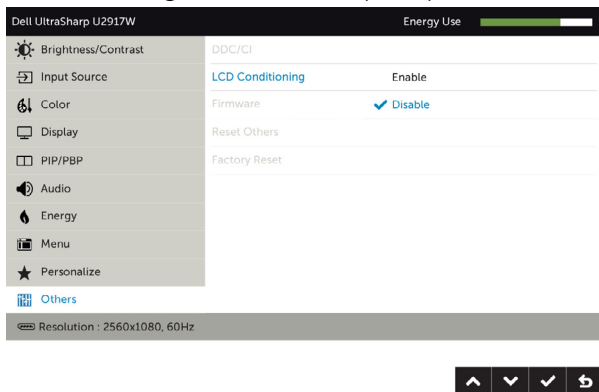 Dell UltraSharp U2917W Energy Use
Brightness/Contrast DDC/CI
Input Source LCD Conditioning Enable
Color Firmware Disable
Display Reset Others
PIP/PBP Factory Reset
Audio
Energy
Menu
Personalize
Others
Resolution : 2560x1080, 60Hz